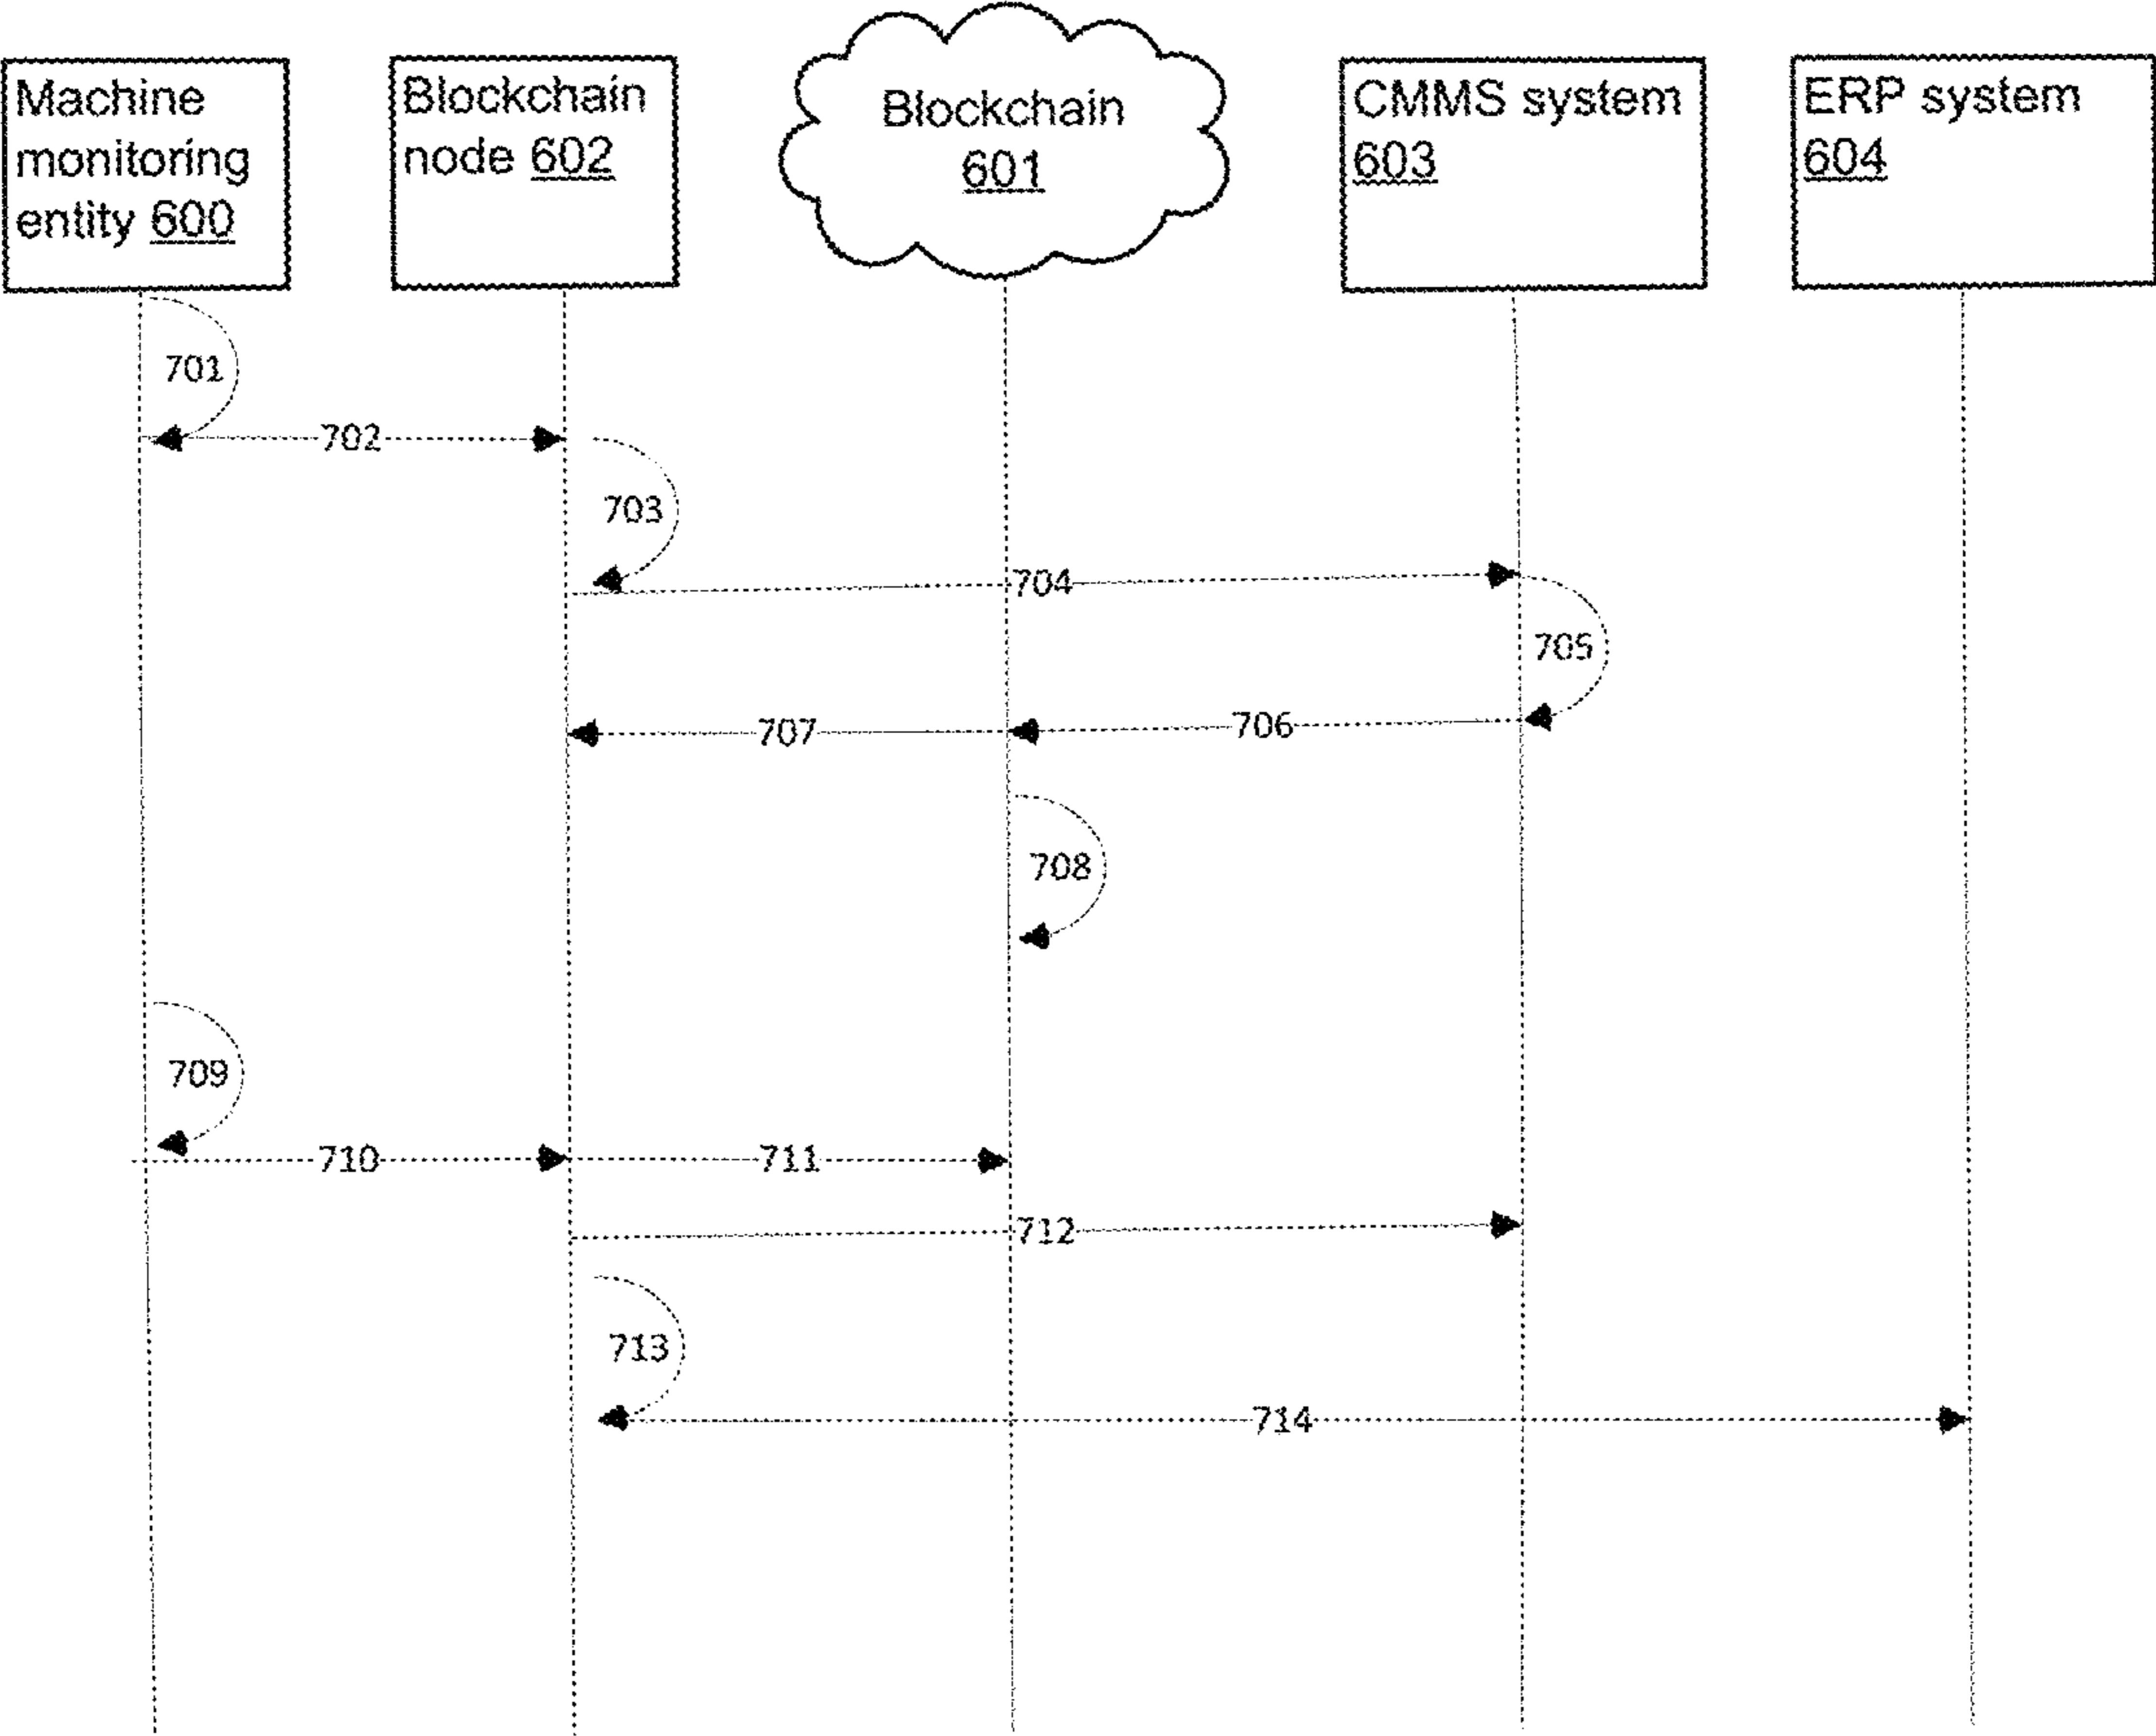 Machine
monitoring
entity 600
Blockchain
node 602
Blockchain
601
CMMS system
603
ERP system
604
701
702
703
704
705
707
706
708
709
710
711
712
713
714